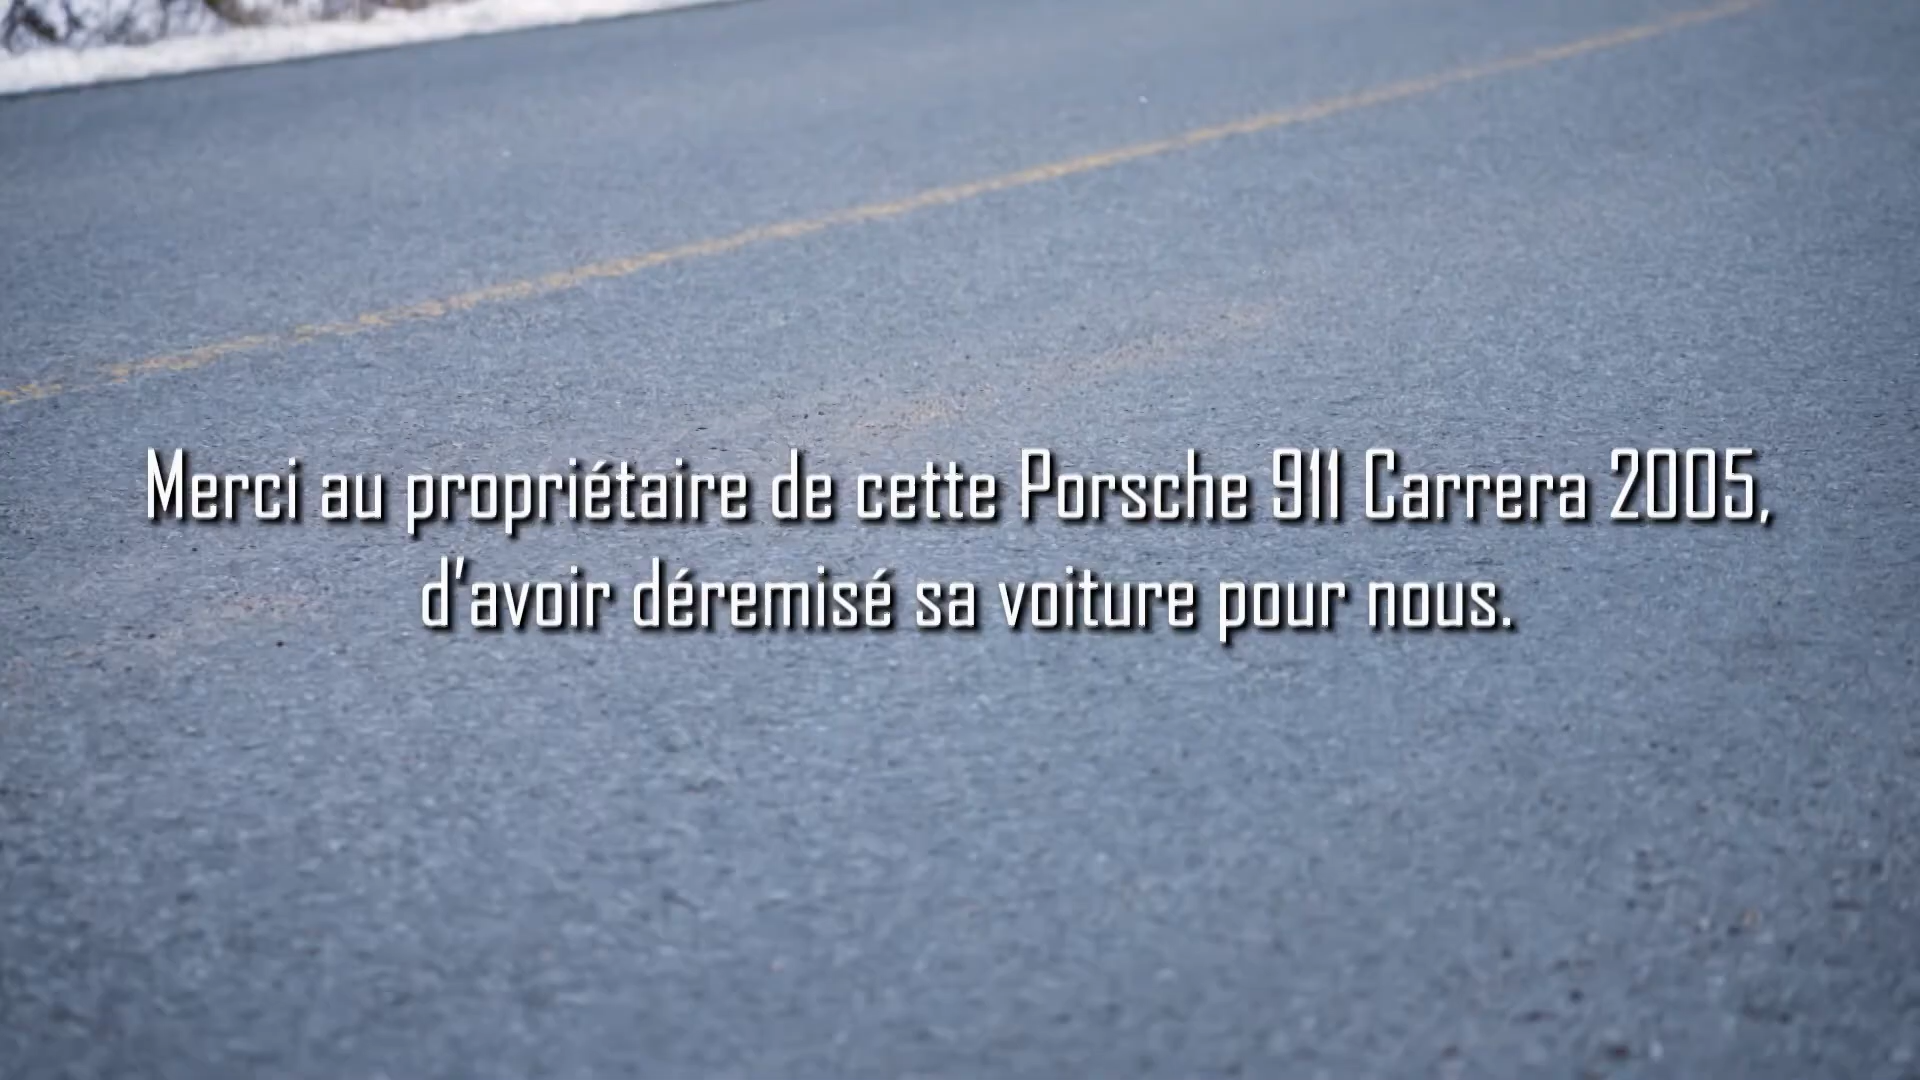 Merci au propriétaire de cette Porsche 911 Carrera 2005,
d'avoir déremisé sa voiture pour nous.